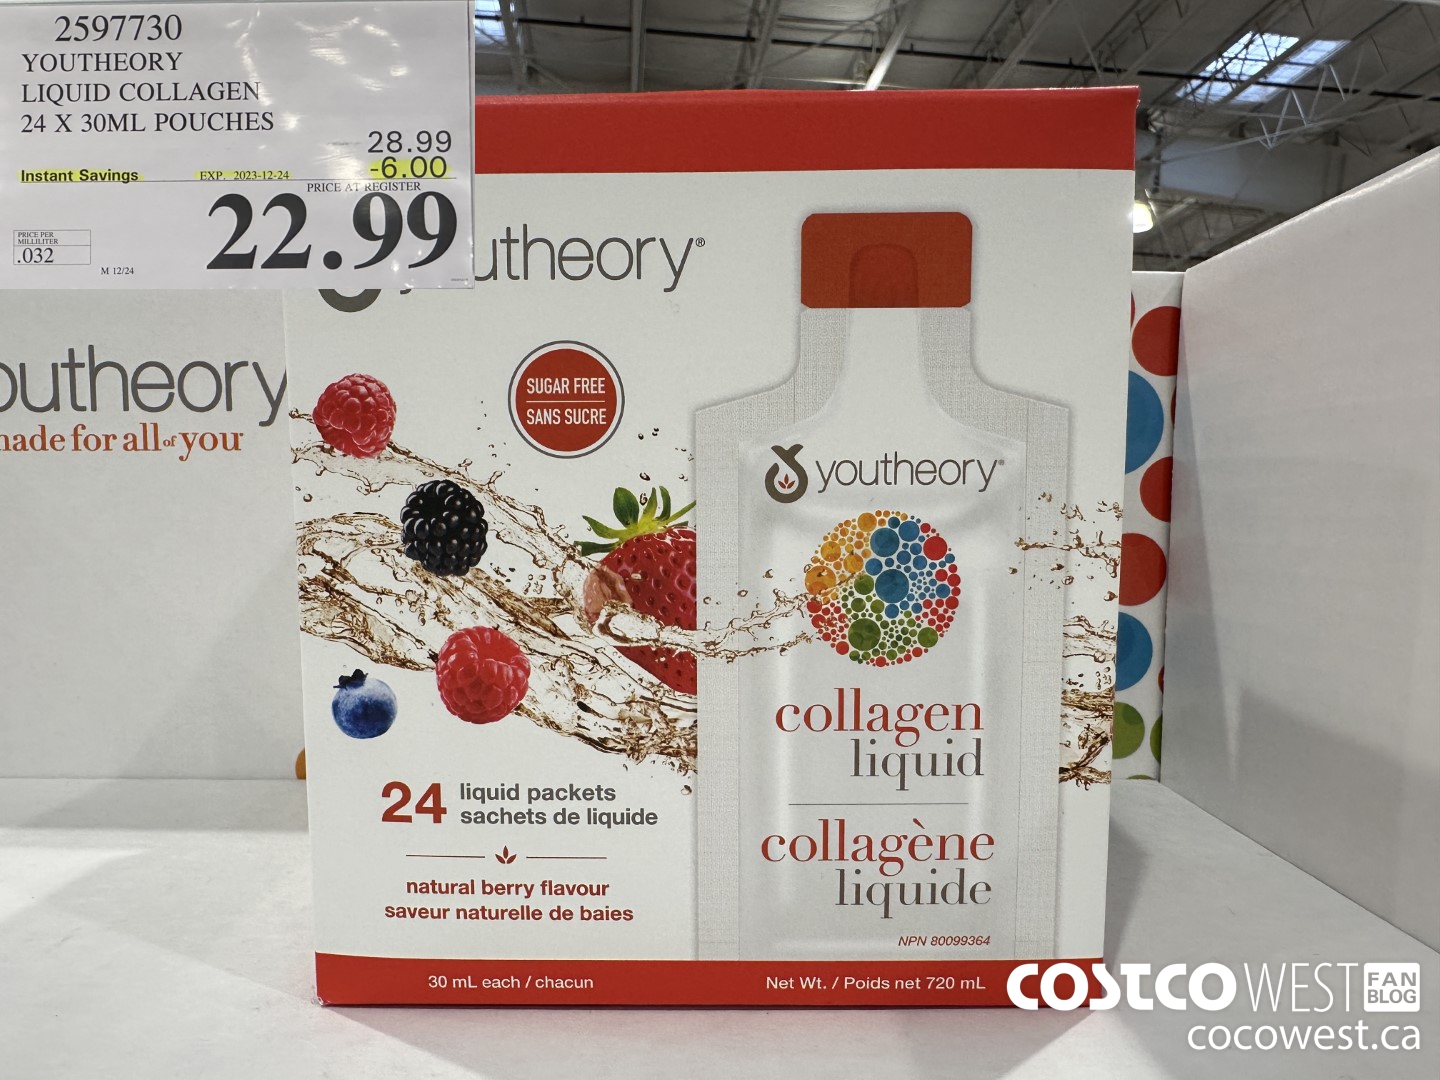 2597730
YOUTHEORY
LIQUID COLLAGEN
24 X 30ML POUCHES
28.99
Instant Savings EXP. 2023-12-24 -6.00
PRICE AT REGISTER
22.99
PRICE PER
MILLILITER
.032
M 12/24
utheory®
outheory
made for all of you
SUGAR FREE
SANS SUCRE
youtheory®
collagen
liquid
collagène
liquide
NPN 80099364
24 liquid packets
sachets de liquide
natural berry flavour
saveur naturelle de baies
30 mL each / chacun
Net Wt. / Poids net 720 mL
COSTCO WEST FAN BLOG
cocowest.ca